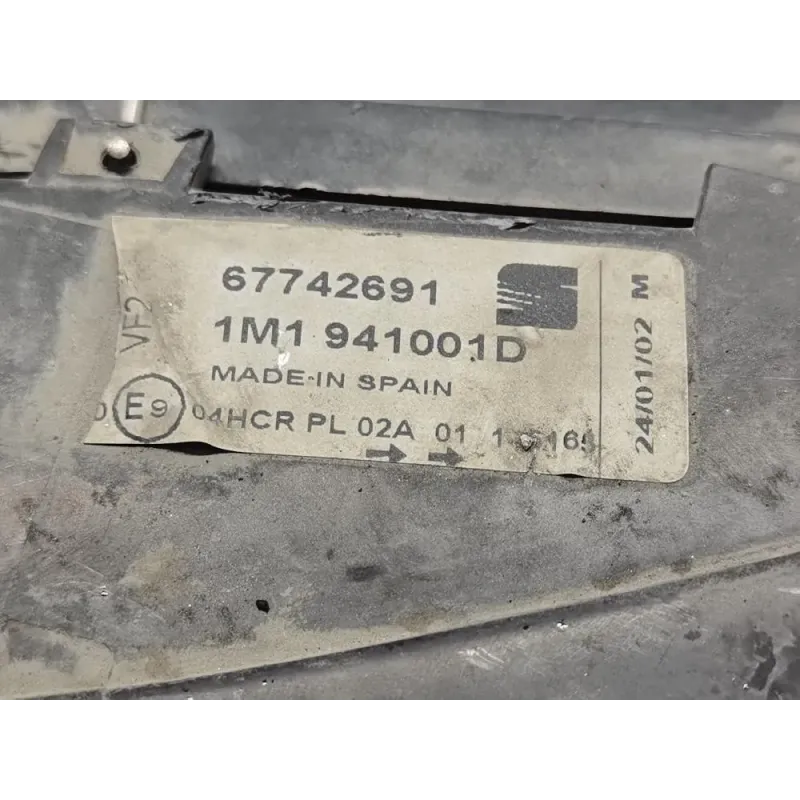 VF2
67742691
1M1 941001D
MADE-IN SPAIN
E9 04HCR PL 02A 01
24/01/02 M